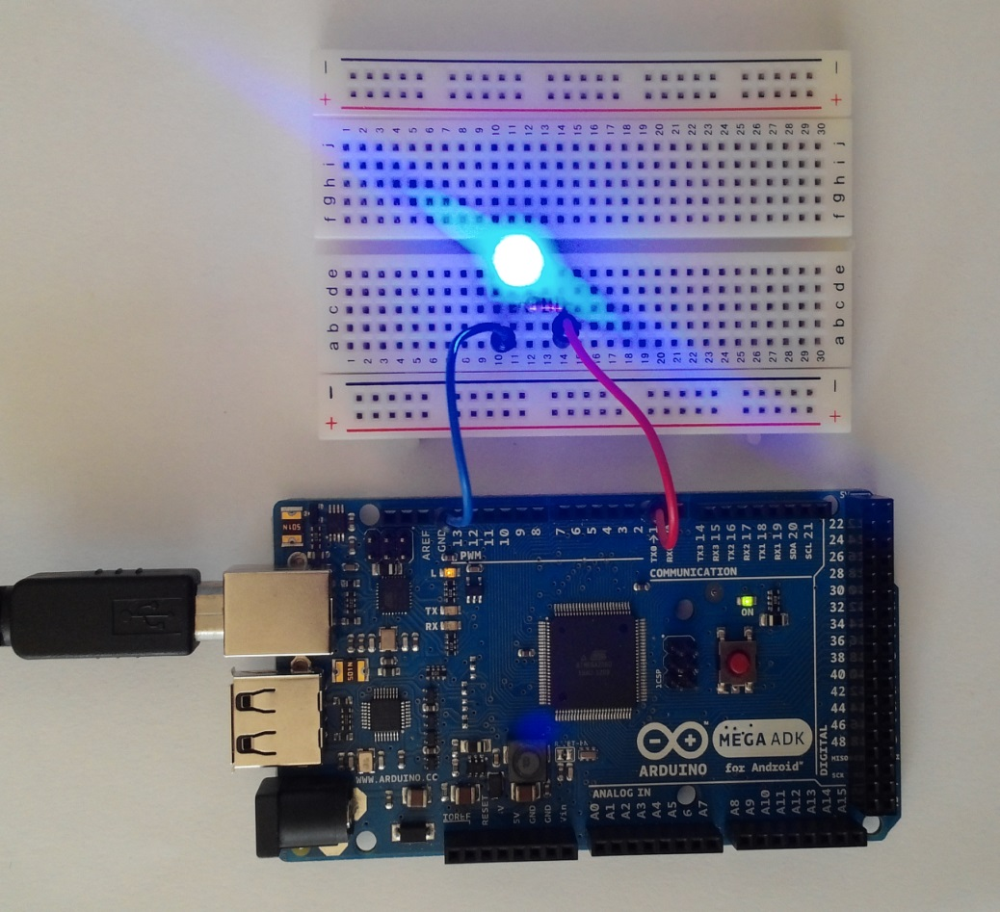 − −
+ +
1 2 3 4 5 6 7 8 9 10 11 12 13 14 15 16 17 18 19 20 21 22 23 24 25 26 27 28 29 30
j j
i i
h h
g g
f f
e e
d d
c c
b b
a a
1 2 3 4 5 6 8 9 10 11 12 13 14 15 16 17 18 19 20 21 22 23 24 25 26 27 28 29 30
− −
+ +
AREF
GND
13
12
11
10
9
8
7
6
5
4
3
2
TX0→1
TX3 14
RX3 15
TX2 16
RX2 17
TX1 18
RX1 19
SDA 20
SCL 21
5V
PWM
COMMUNICATION
22
24
26
28
30
32
34
36
38
40
42
44
46
48
MISO
SCK
DIGITAL
TX
RX
ON
ICSP
ARDUINO
MEGA ADK
for Android
WWW.ARDUINO.CC
IOREF
RESET
5V
GND
GND
Vin
ANALOG IN
A0
A1
A2
A3
A4
A5
6
A7
A8
A9
A10
A11
A12
A13
A14
A15